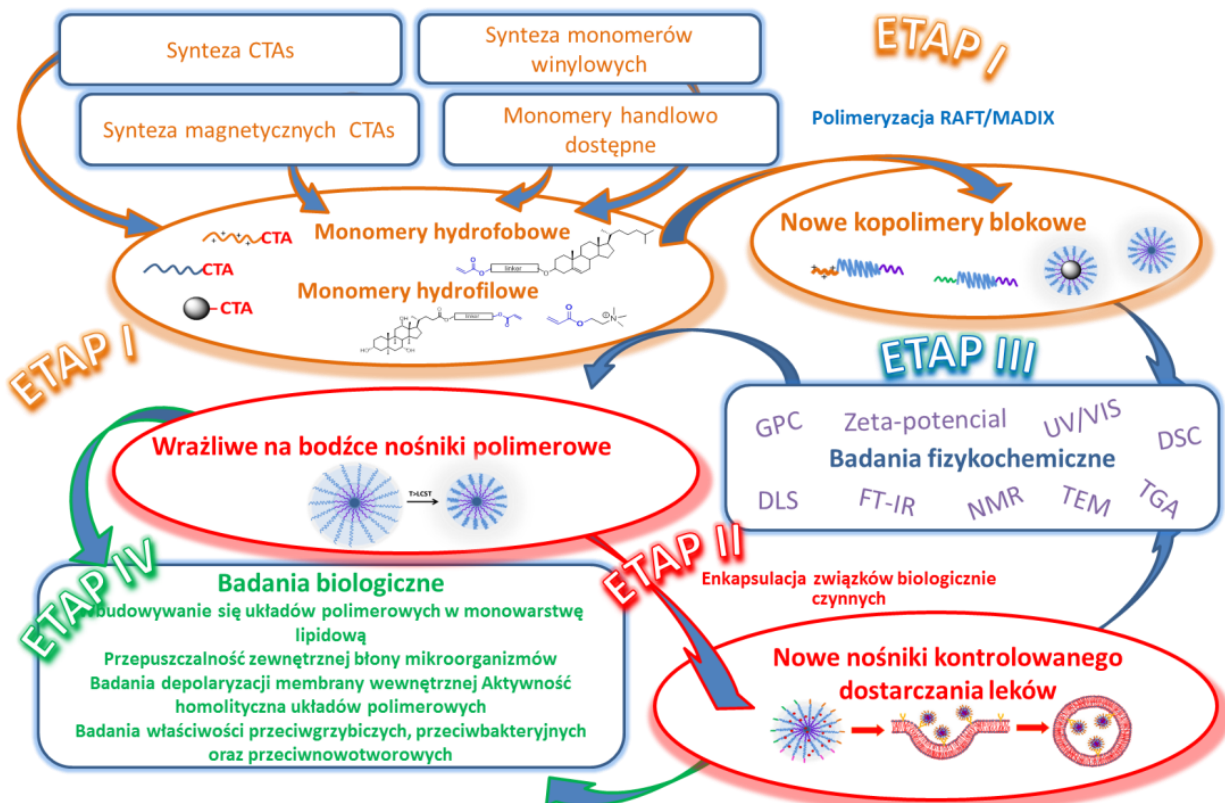 Synteza CTAs
Synteza monomerów
winylowych
ETAP I
Synteza magnetycznych CTAs
Monomery handlowo
dostępne
Polimeryzacja RAFT/MADIX
CTA
CTA
CTA
Monomery hydrofobowe
O
O
linker
O
Monomery hydrofilowe
OH
O
O
linker
O
O
HO
OH
O
O
N
Nowe kopolimery blokowe
ETAP I
ETAP III
GPC
Zeta-potencial
UV/VIS
DSC
Badania fizykochemiczne
DLS
FT-IR
NMR
TEM
TGA
Wrażliwe na bodźce nośniki polimerowe
T>LCST
ETAP II
Enkapsulacja związków biologicznie
czynnych
ETAP IV
Badania biologiczne
budowywanie się układów polimerowych w monowarstwę
lipidową
Przepuszczalność zewnętrznej błony mikroorganizmów
Badania depolaryzacji membrany wewnętrznej Aktywność
homolityczna układów polimerowych
Badania właściwości przeciwgrzybiczych, przeciwbakteryjnych
oraz przeciwnowotworowych
Nowe nośniki kontrolowanego
dostarczania leków